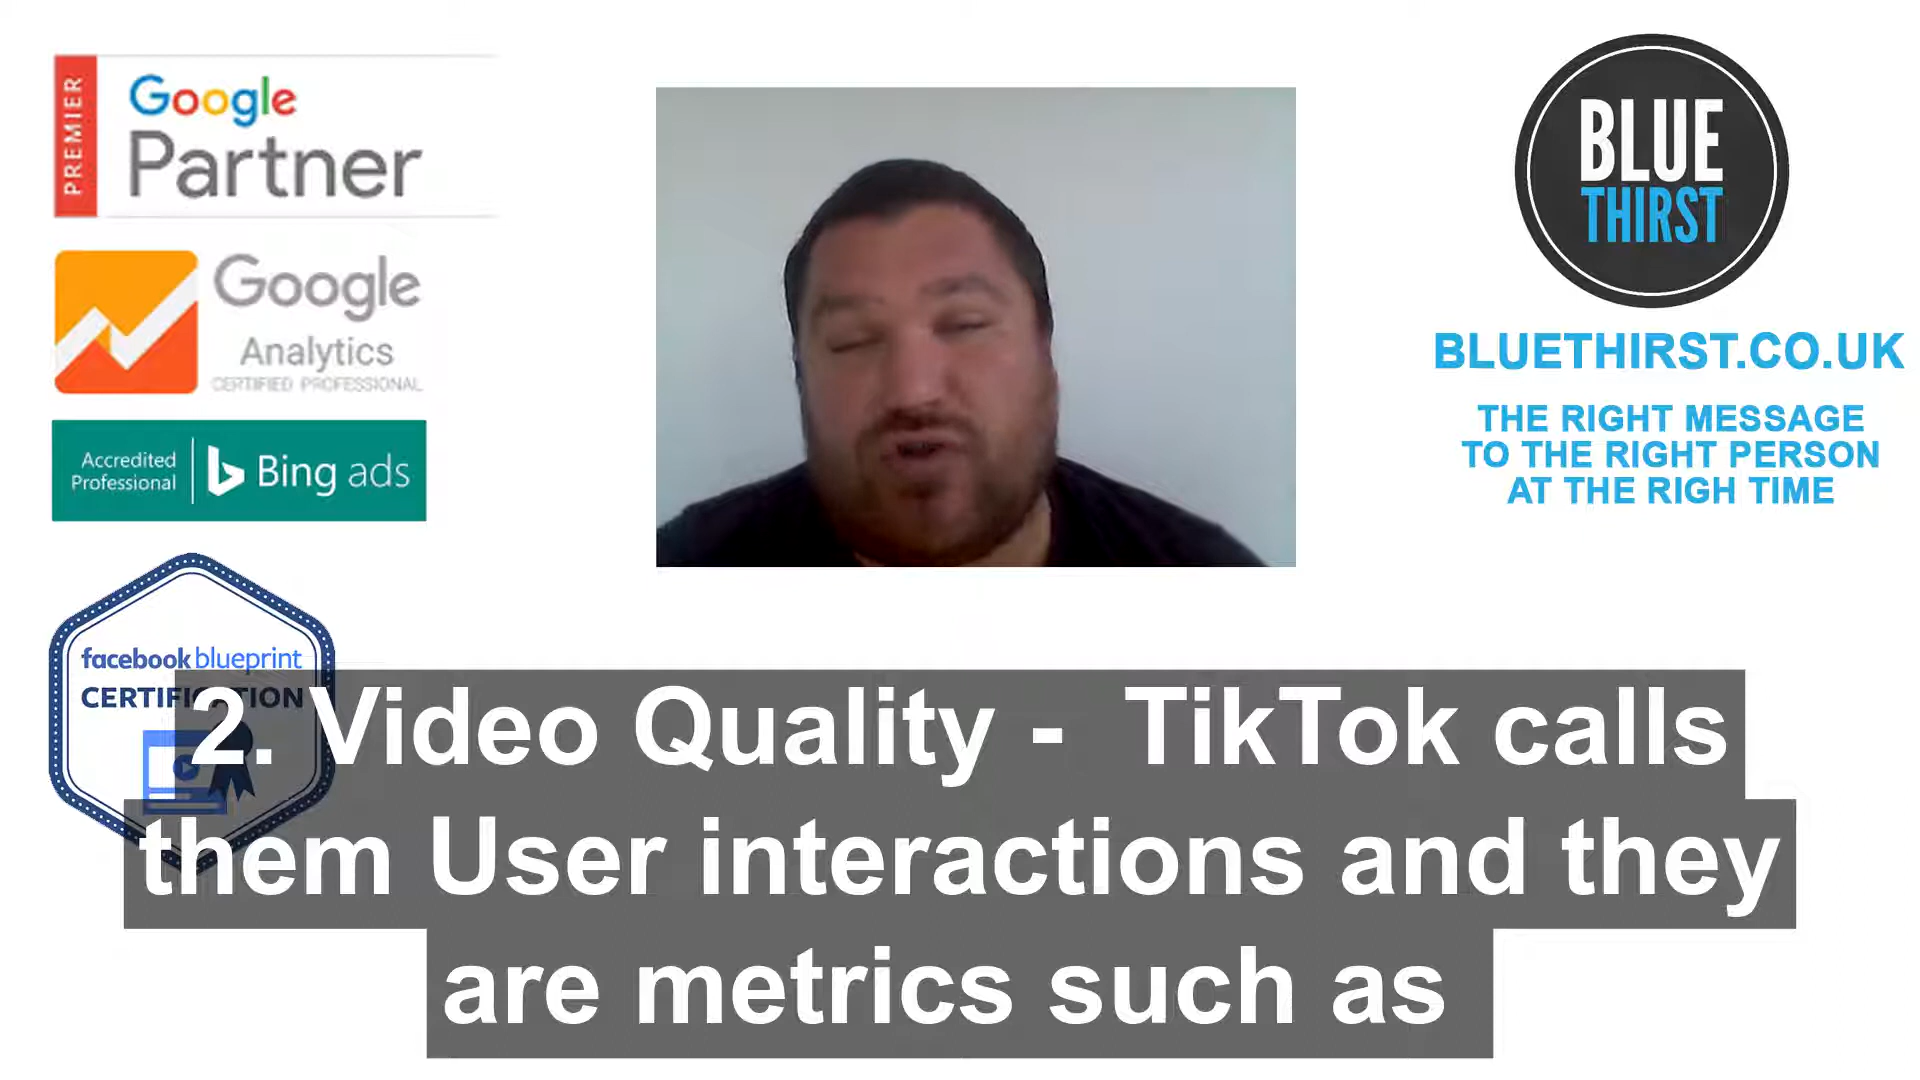 PREMIER
Google
Partner
Google
Analytics
CERTIFIED PROFESSIONAL
Accredited
Professional
Bing ads
facebook blueprint
CERTIFICATION
BLUE
THIRST
BLUETHIRST.CO.UK
THE RIGHT MESSAGE
TO THE RIGHT PERSON
AT THE RIGH TIME
2. Video Quality -  TikTok calls
them User interactions and they
are metrics such as